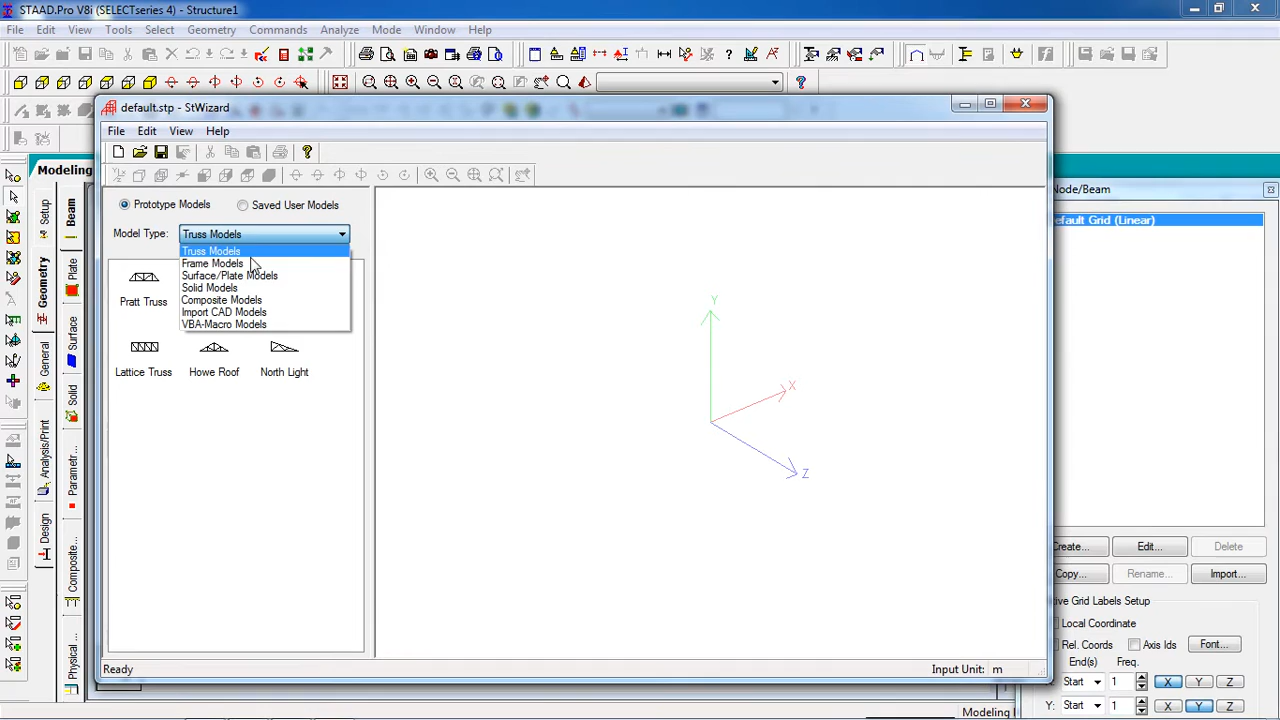 STAAD.Pro V8i (SELECTseries 4) - Structure1
File Edit View Tools Select Geometry Commands Analyze Mode Window Help
default.stp - StWizard
File Edit View Help
Modeling
Setup
Geometry
General
Analysis/Print
Design
Beam
Plate
Surface
Solid
Parametr...
Composite...
Physical ...
Prototype Models Saved User Models
Model Type: Truss Models
Truss Models
Frame Models
Surface/Plate Models
Solid Models
Composite Models
Import CAD Models
VBA-Macro Models
Pratt Truss
Lattice Truss Howe Roof North Light
Y
X
Z
Ready Input Unit: m
Node/Beam
efault Grid (Linear)
Create... Edit... Delete
Copy... Rename... Import...
tive Grid Labels Setup
Local Coordinate
Rel. Coords Axis Ids Font...
End(s) Freq.
Start 1 X Y Z
Y: Start 1 X Y Z
Modeling